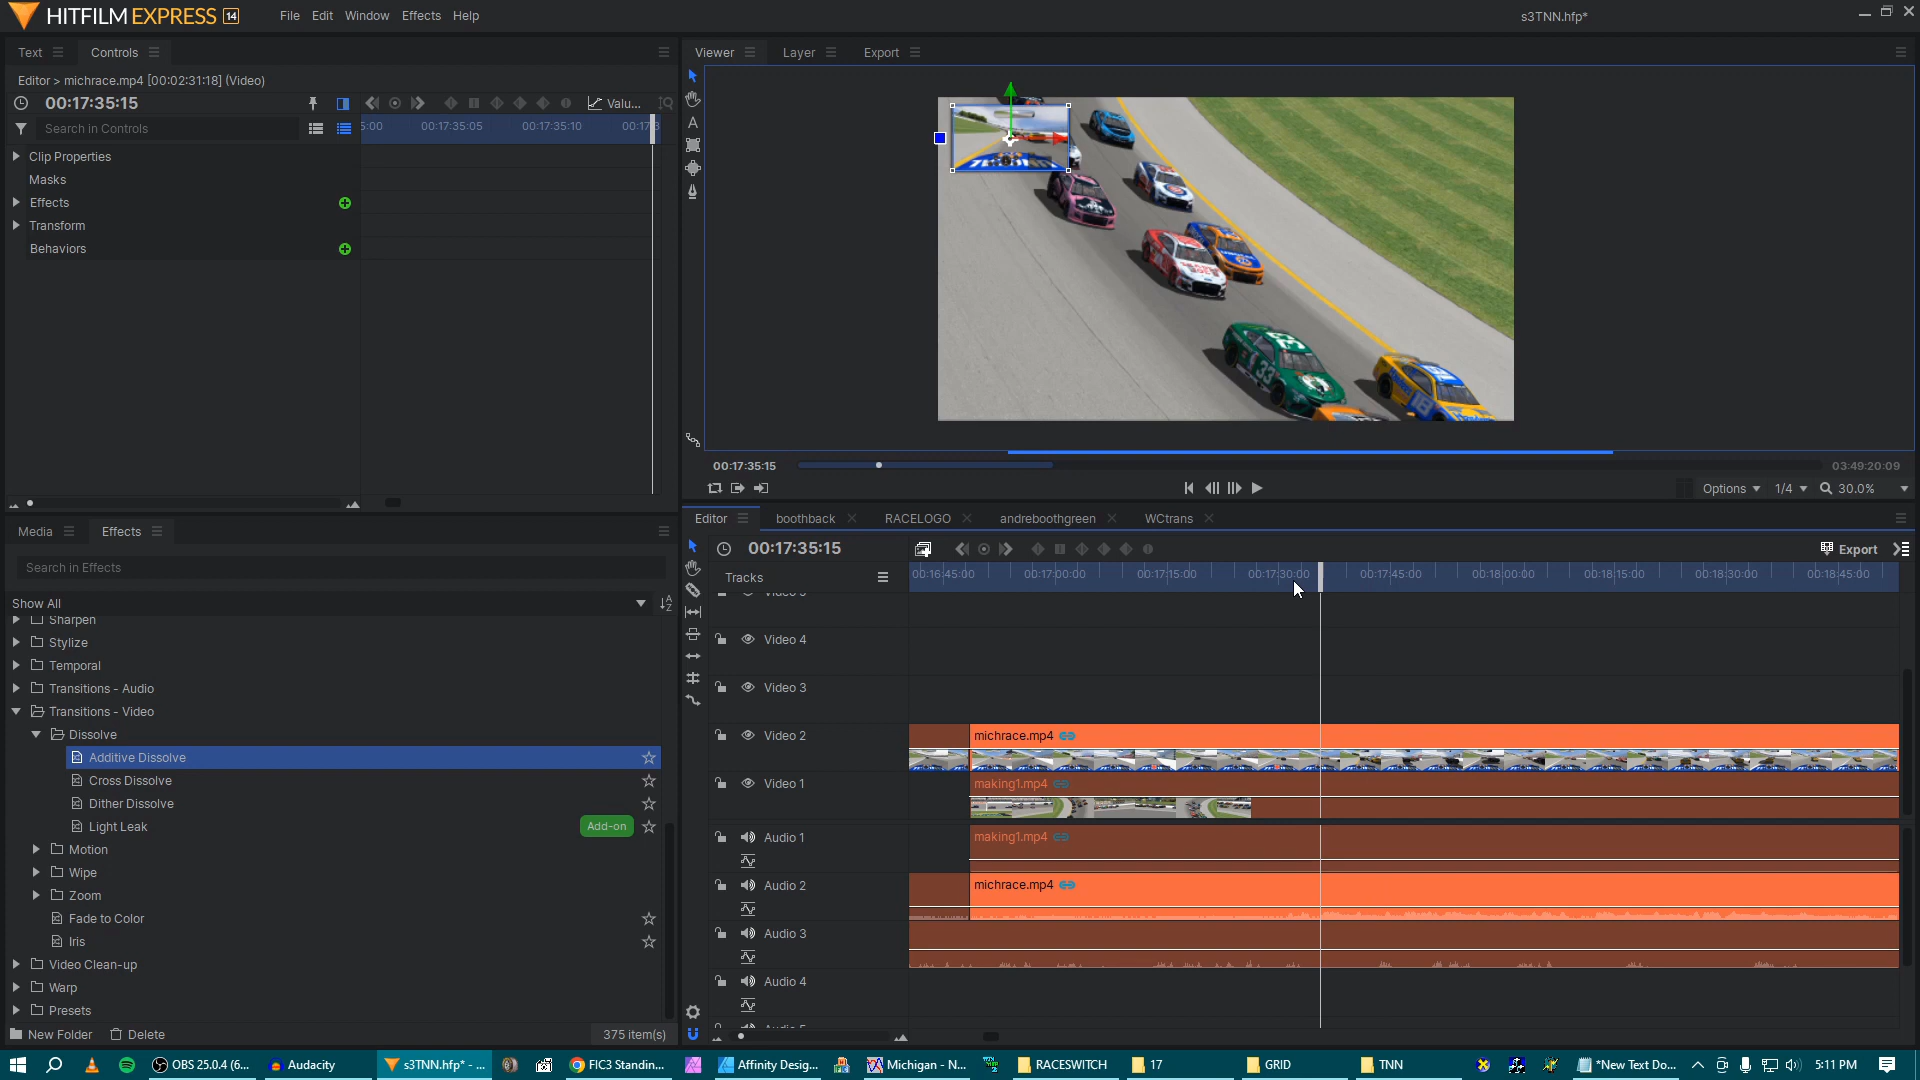 HITFILM EXPRESS 14
File Edit Window Effects Help
s3TNN.hfp*
Text Controls
Viewer Layer Export
Editor > michrace.mp4 [00:02:31:18] (Video)
00:17:35:15
Valu...
Search in Controls
5:00 00:17:35:05 00:17:35:10 00:17:3
Clip Properties
Masks
Effects
Transform
Behaviors
33
18
00:17:35:15
03:49:20:09
Options 1/4 30.0%
Media Effects
Editor boothback RACELOGO andreboothgreen WCtrans
Search in Effects
00:17:35:15
Export
Tracks
00:16:45:00 00:17:00:00 00:17:15:00 00:17:30:00 00:17:45:00 00:18:00:00 00:18:15:00 00:18:30:00 00:18:45:00
Show All
Sharpen
Stylize
Temporal
Transitions - Audio
Transitions - Video
Dissolve
Additive Dissolve
Cross Dissolve
Dither Dissolve
Light Leak Add-on
Motion
Wipe
Zoom
Fade to Color
Iris
Video Clean-up
Warp
Presets
New Folder Delete 375 item(s)
Video 4
Video 3
Video 2 michrace.mp4
Video 1 making1.mp4
Audio 1 making1.mp4
Audio 2 michrace.mp4
Audio 3
Audio 4
OBS 25.0.4 (6... Audacity s3TNN.hfp* - ... FIC3 Standin... Affinity Desig... Michigan - N... RACESWITCH 17 GRID TNN *New Text Do... 5:11 PM